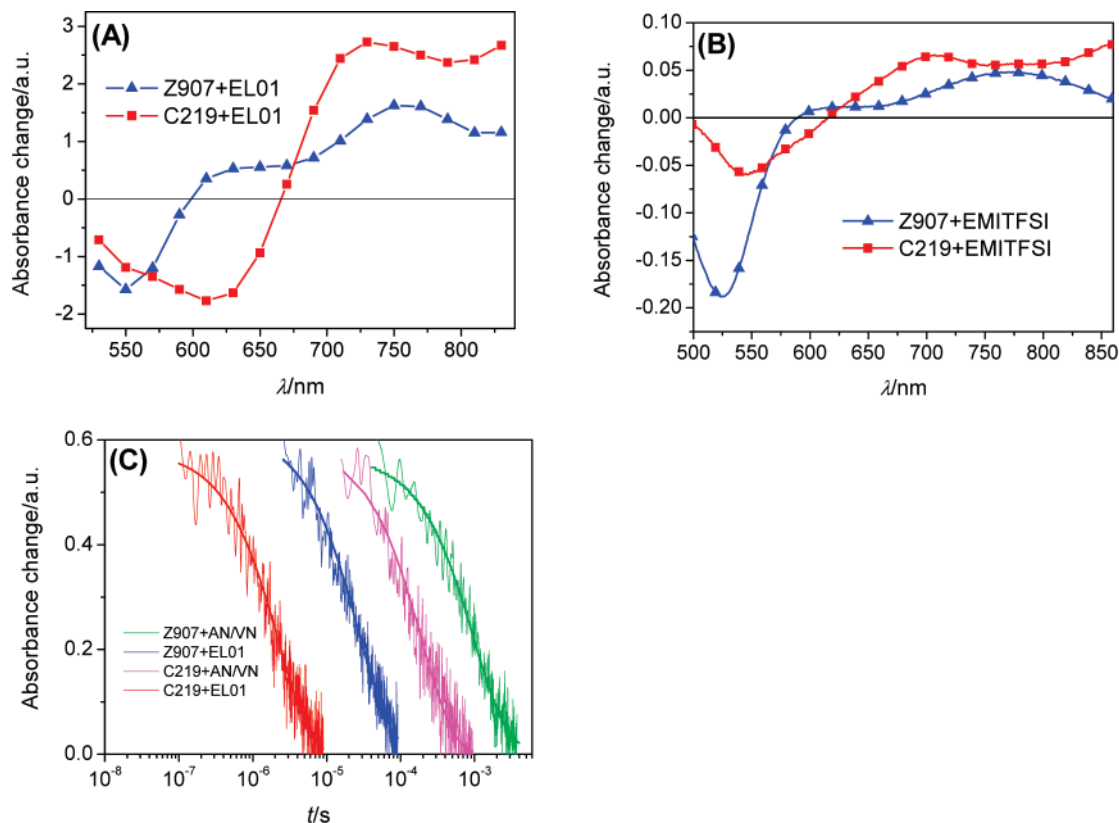 (A)
Z907+EL01
C219+EL01
Absorbance change/a.u.
3
2
1
0
-1
-2
550
600
650
700
750
800
λ/nm
(B)
Z907+EMITFSI
C219+EMITFSI
Absorbance change/a.u.
0.10
0.05
0.00
-0.05
-0.10
-0.15
-0.20
500
550
600
650
700
750
800
850
λ/nm
(C)
Absorbance change/a.u.
0.6
0.4
0.2
0.0
Z907+AN/VN
Z907+EL01
C219+AN/VN
C219+EL01
10-8
10-7
10-6
10-5
10-4
10-3
t/s